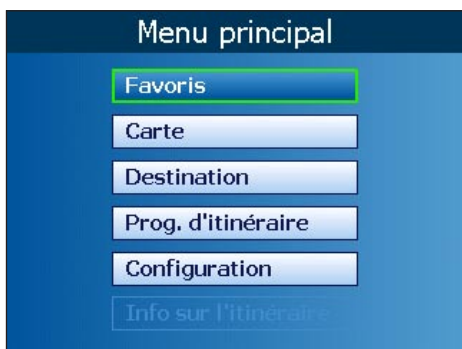 Menu principal
Favoris
Carte
Destination
Prog. d'itinéraire
Configuration
Info sur l'itinéraire